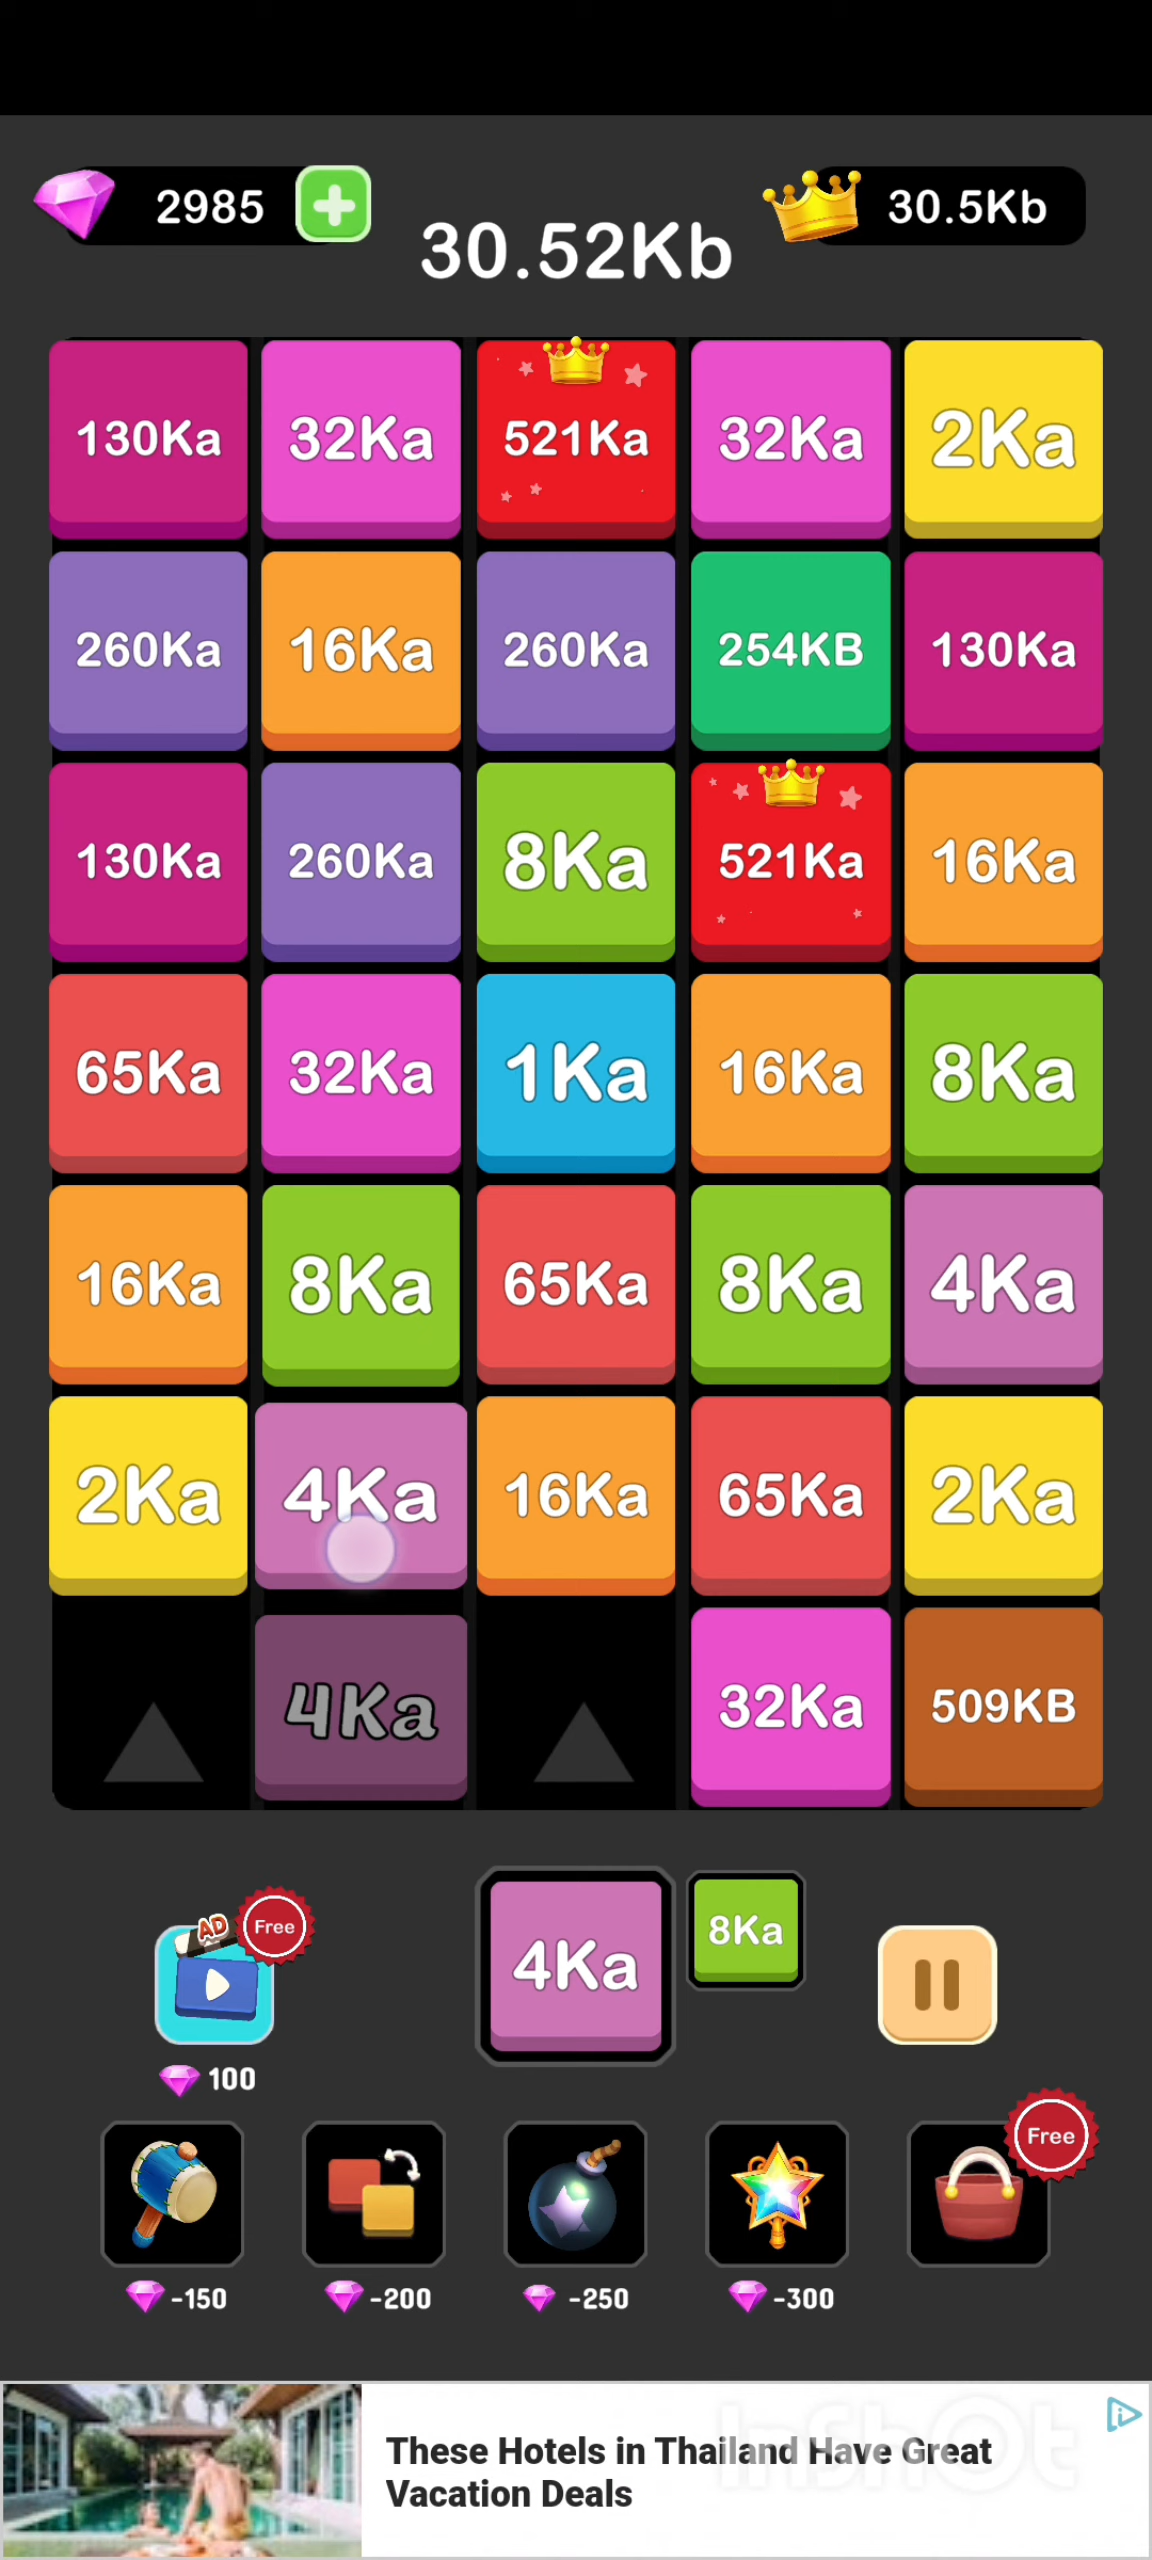 2985
30.52Kb
30.5Kb
130Ka 32Ka 521Ka 32Ka 2Ka
260Ka 16Ka 260Ka 254KB 130Ka
130Ka 260Ka 8Ka 521Ka 16Ka
65Ka 32Ka 1Ka 16Ka 8Ka
16Ka 8Ka 65Ka 8Ka 4Ka
2Ka 4Ka 16Ka 65Ka 2Ka
4Ka 32Ka 509KB
AD Free
4Ka 8Ka
100
Free
-150 -200 -250 -300
These Hotels in Thailand Have Great
Vacation Deals
InShOt